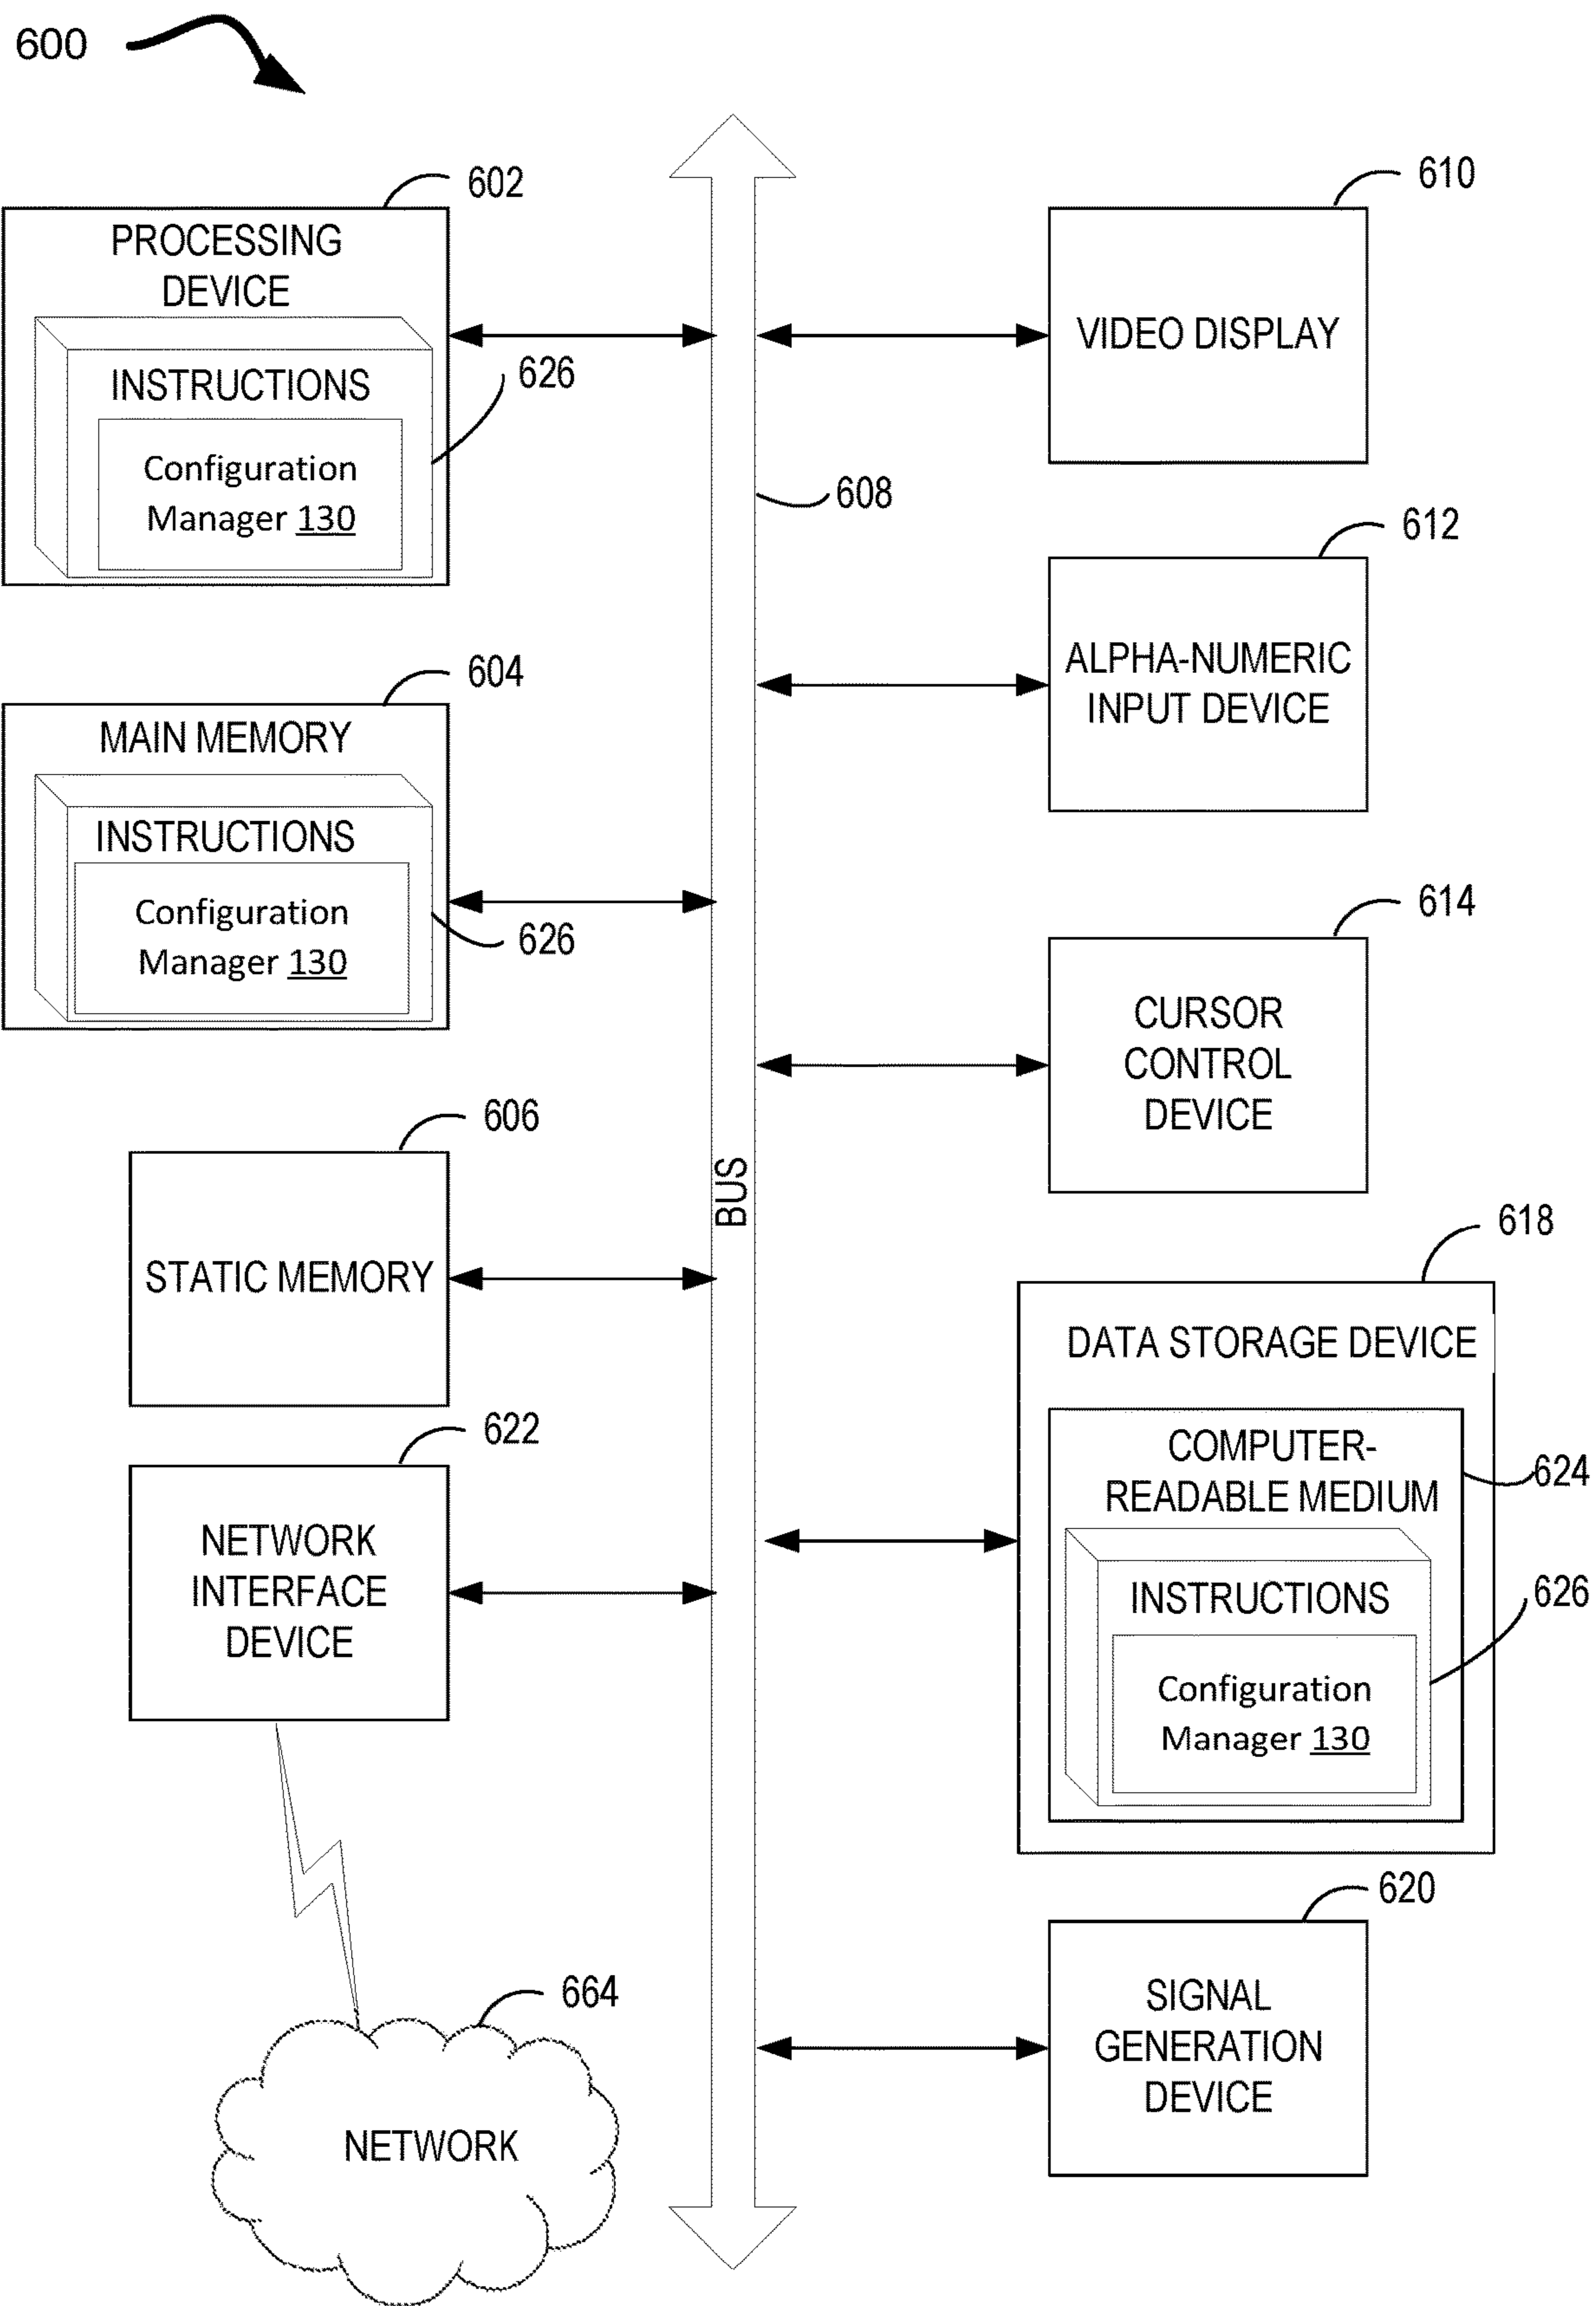 600
602
PROCESSING
DEVICE
INSTRUCTIONS
626
Configuration
Manager 130
604
MAIN MEMORY
INSTRUCTIONS
Configuration
Manager 130
626
606
STATIC MEMORY
622
NETWORK
INTERFACE
DEVICE
664
NETWORK
608
BUS
610
VIDEO DISPLAY
612
ALPHA-NUMERIC
INPUT DEVICE
614
CURSOR
CONTROL
DEVICE
618
DATA STORAGE DEVICE
COMPUTER-
READABLE MEDIUM
624
INSTRUCTIONS
626
Configuration
Manager 130
620
SIGNAL
GENERATION
DEVICE